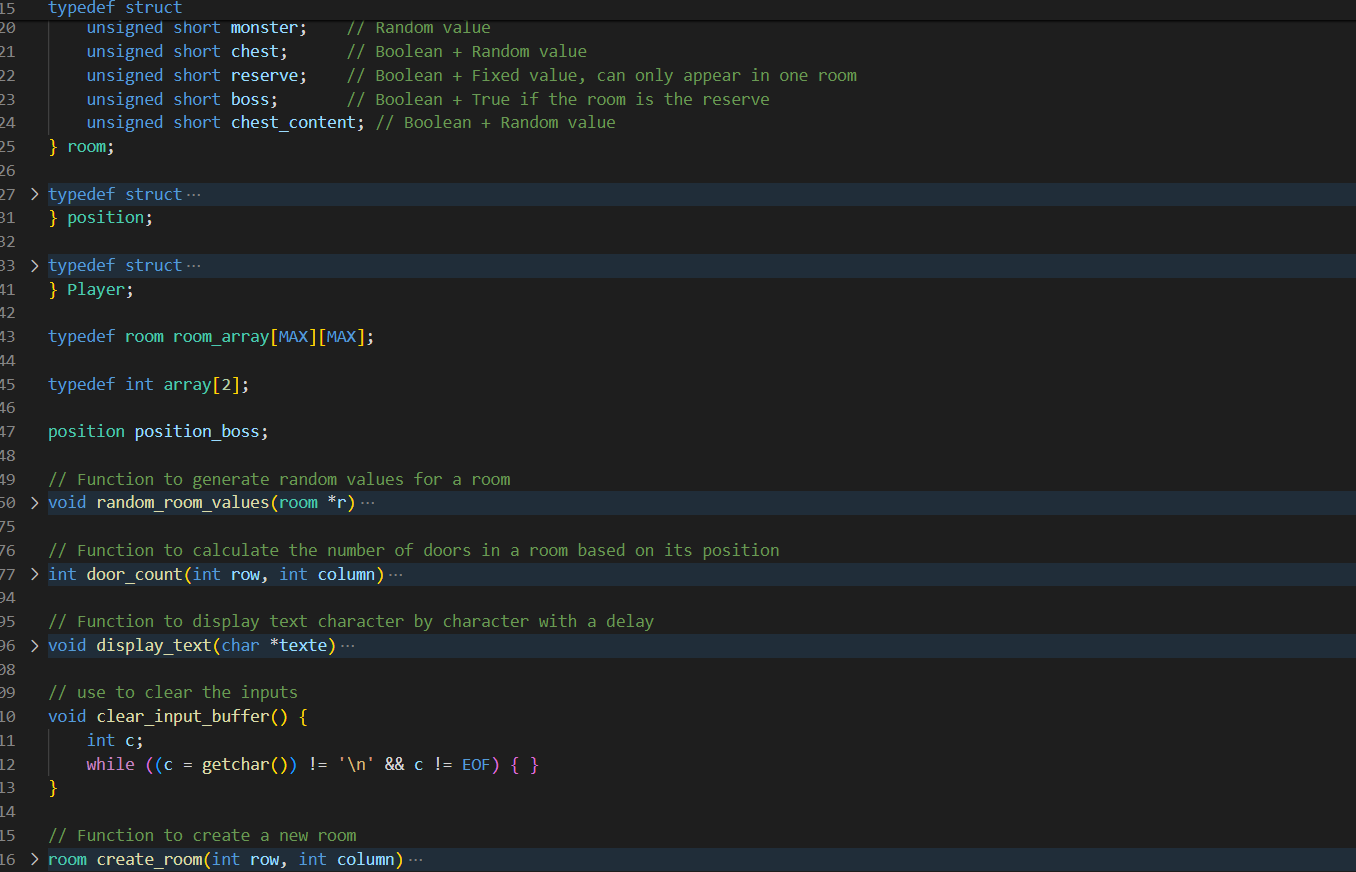 15 typedef struct
20 unsigned short monster; // Random value
21 unsigned short chest; // Boolean + Random value
22 unsigned short reserve; // Boolean + Fixed value, can only appear in one room
23 unsigned short boss; // Boolean + True if the room is the reserve
24 unsigned short chest_content; // Boolean + Random value
25 } room;
26
27 > typedef struct ···
31 } position;
32
33 > typedef struct ···
41 } Player;
42
43 typedef room room_array[MAX][MAX];
44
45 typedef int array[2];
46
47 position position_boss;
48
49 // Function to generate random values for a room
50 > void random_room_values(room *r) ···
75
76 // Function to calculate the number of doors in a room based on its position
77 > int door_count(int row, int column) ···
94
95 // Function to display text character by character with a delay
96 > void display_text(char *texte) ···
08
09 // use to clear the inputs
10 void clear_input_buffer() {
11 int c;
12 while ((c = getchar()) != '\n' && c != EOF) { }
13 }
14
15 // Function to create a new room
16 > room create_room(int row, int column) ···